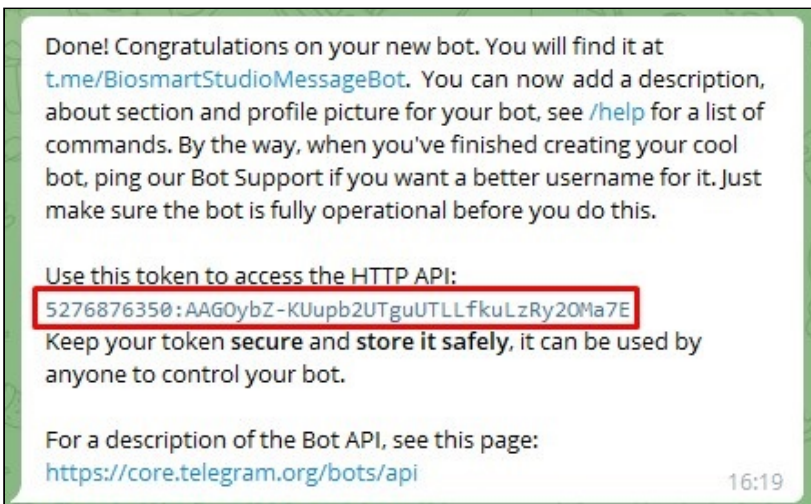 Done! Congratulations on your new bot. You will find it at
t.me/BiosmartStudioMessageBot. You can now add a description,
about section and profile picture for your bot, see /help for a list of
commands. By the way, when you've finished creating your cool
bot, ping our Bot Support if you want a better username for it. Just
make sure the bot is fully operational before you do this.
Use this token to access the HTTP API:
5276876350:AAGOybZ-KUupb2UTguUTLLfkuLzRy2OMa7E
Keep your token secure and store it safely, it can be used by
anyone to control your bot.
For a description of the Bot API, see this page:
https://core.telegram.org/bots/api
16:19